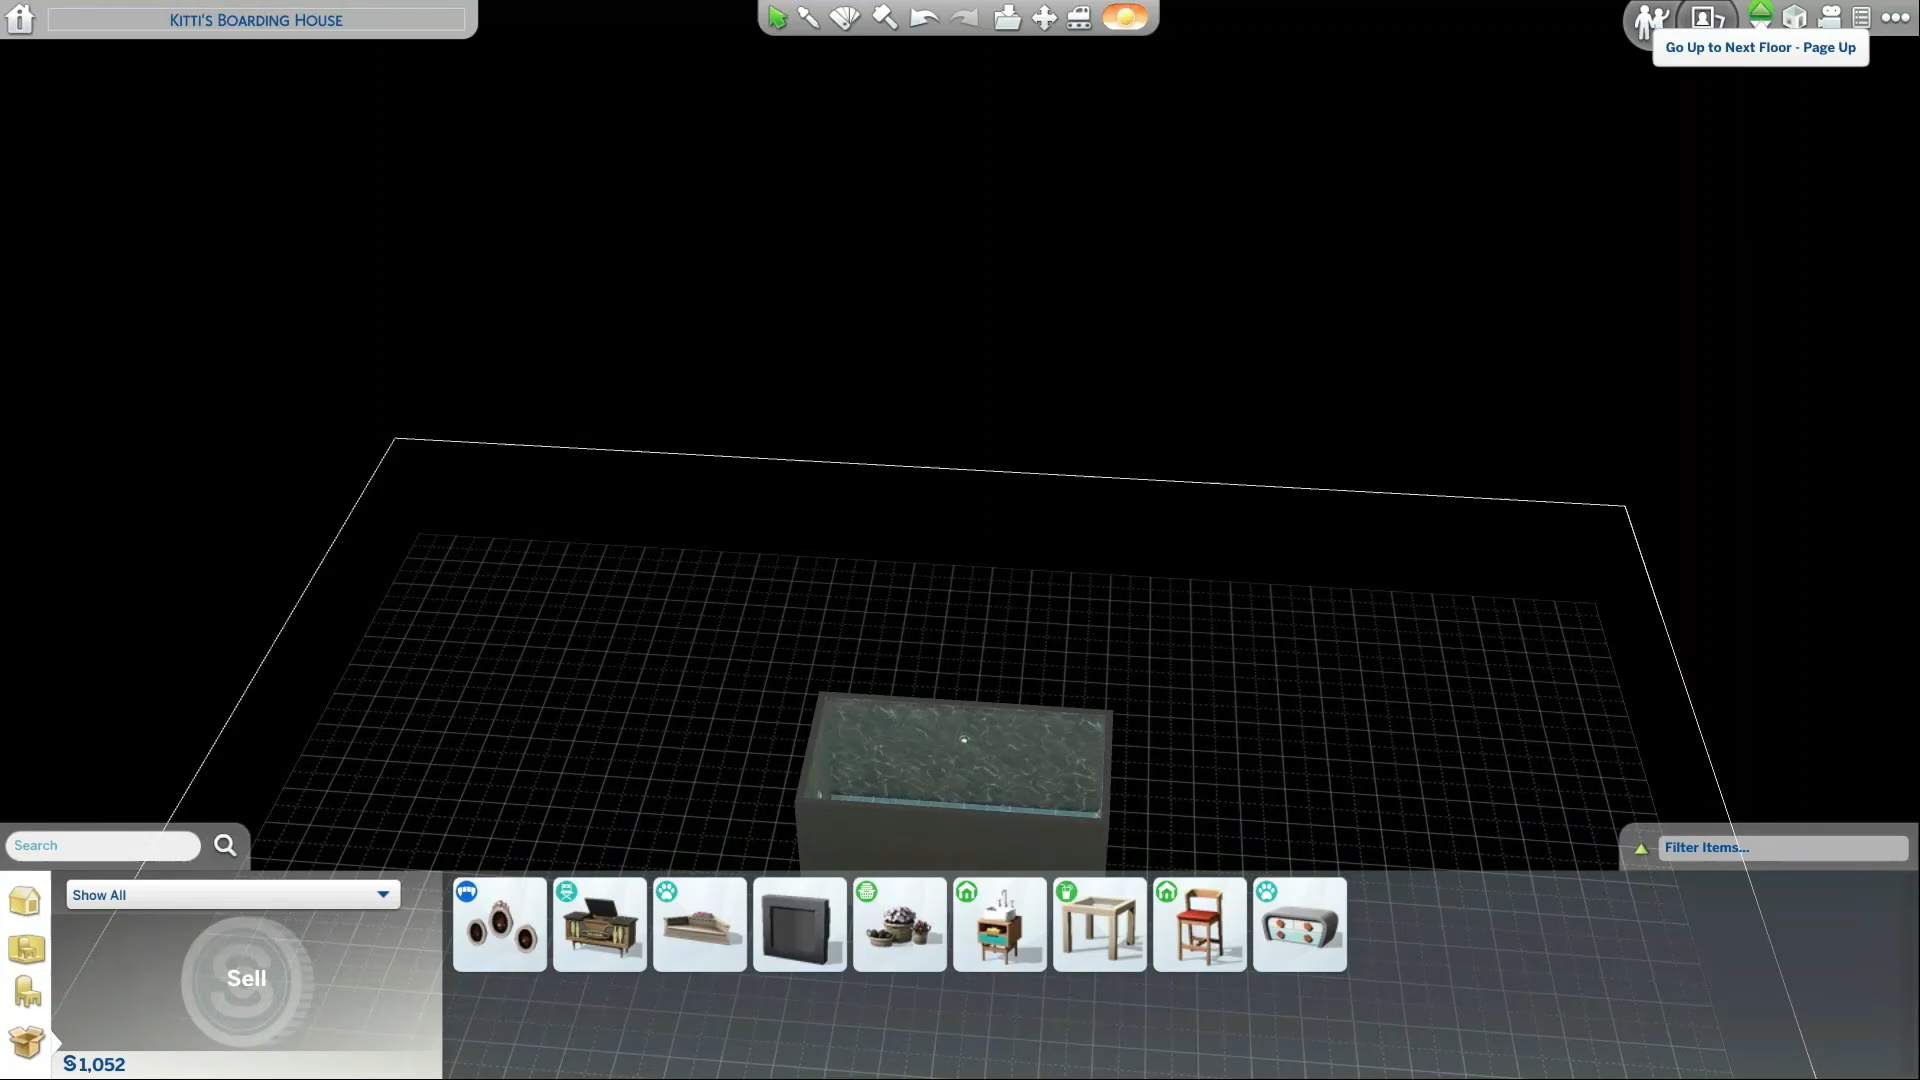 Kitti's Boarding House
Go Up to Next Floor - Page Up
Search
Filter Items...
Show All
Sell
§1,052